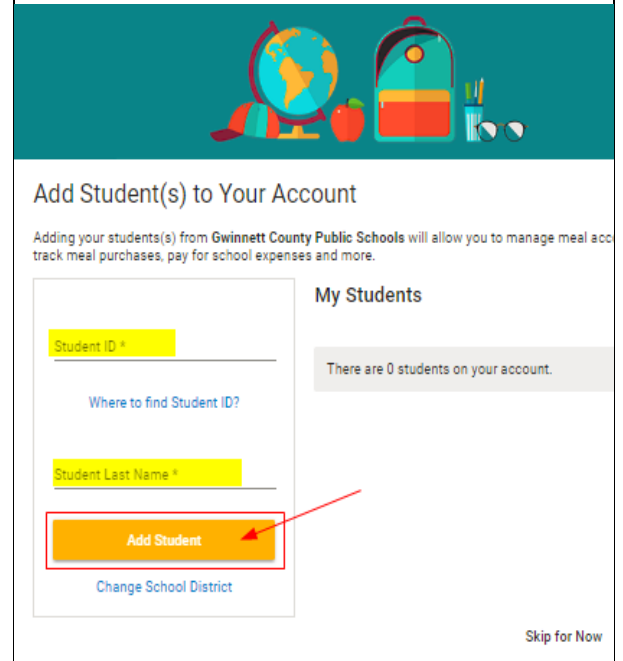 Add Student(s) to Your Account
Adding your students(s) from Gwinnett County Public Schools will allow you to manage meal
track meal purchases, pay for school expenses and more.
My Students
Student ID *
There are 0 students on your account.
Where to find Student ID?
Student Last Name *
Add Student
Change School District
Skip for Now